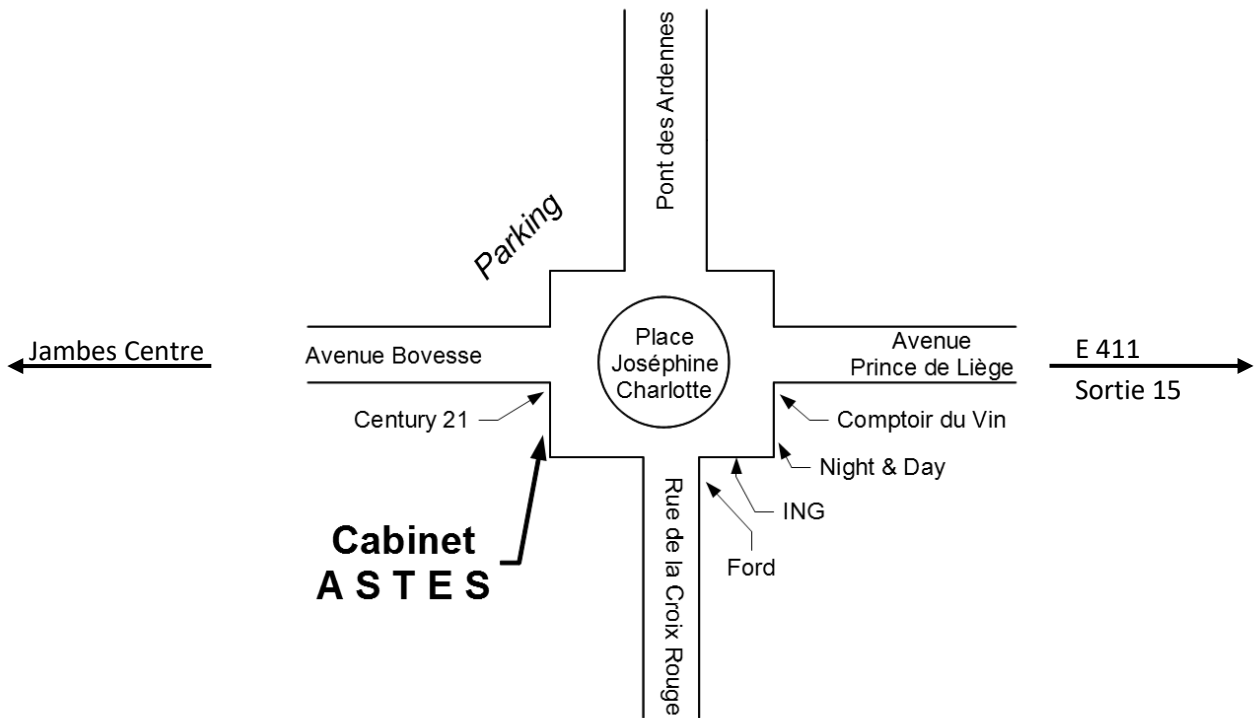 Pont des Ardennes
Parking
Jambes Centre
Avenue Bovesse
Place
Joséphine
Charlotte
Avenue
Prince de Liège
E 411
Sortie 15
Century 21
Comptoir du Vin
Night & Day
ING
Ford
Cabinet
A S T E S
Rue de la Croix Rouge